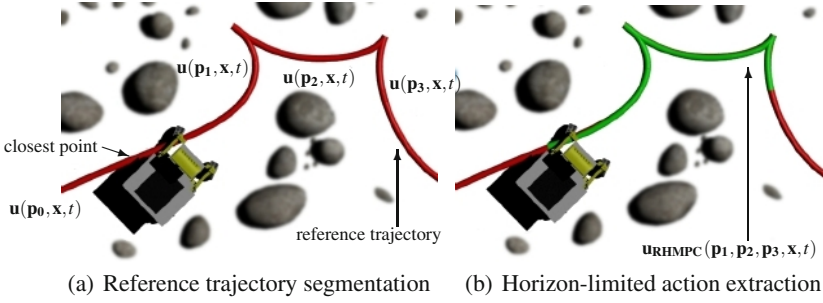 u(p₁,x,t)
u(p₂,x,t)
u(p₃,x,t)
closest point
u(p₀,x,t)
reference trajectory
(a) Reference trajectory segmentation
u_RHMPC(p₁,p₂,p₃,x,t)
(b) Horizon-limited action extraction